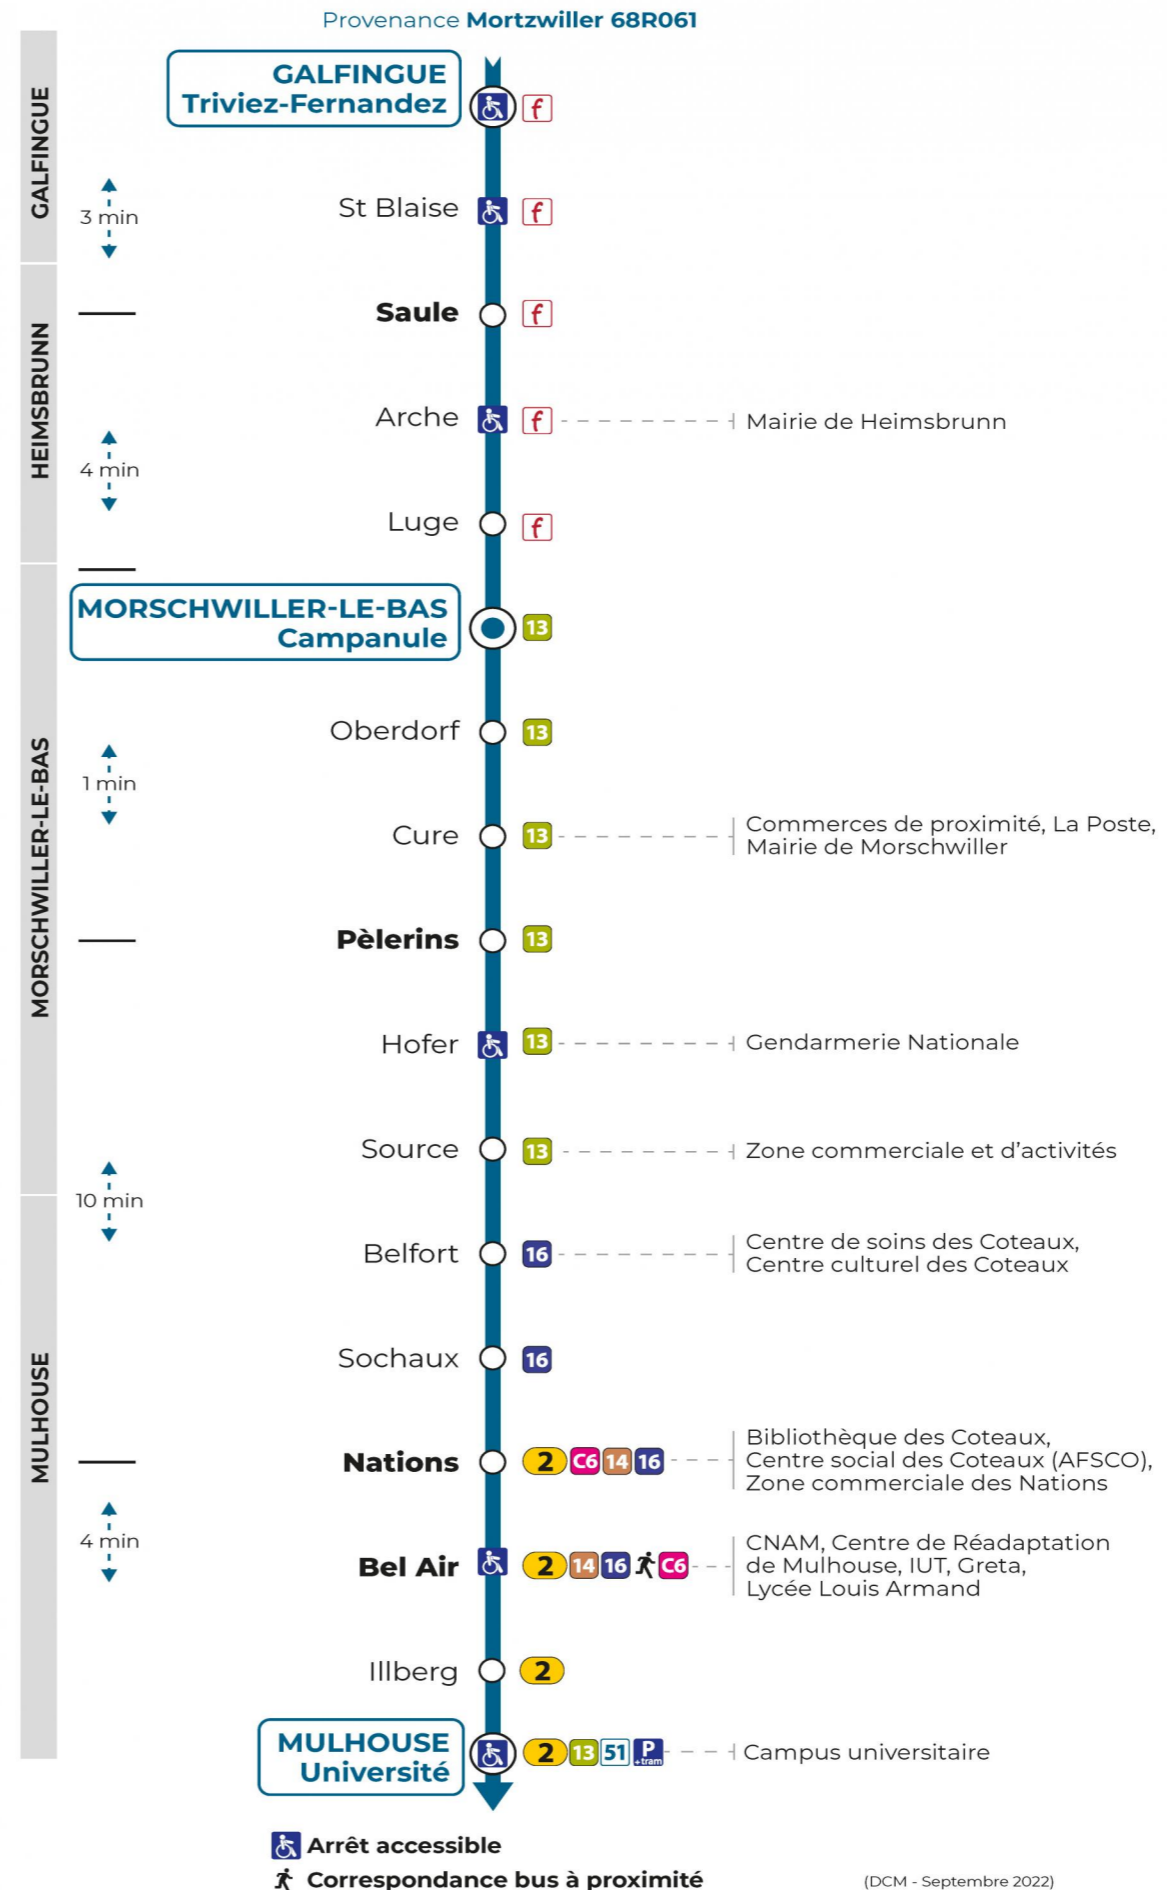 Provenance Mortzwiller 68R061
GALFINGUE
GALFINGUE
Triviez-Fernandez
f
3 min
St Blaise
f
HEIMSBRUNN
Saule
f
Arche
f
Mairie de Heimsbrunn
4 min
Luge
f
MORSCHWILLER-LE-BAS
MORSCHWILLER-LE-BAS
Campanule
13
Oberdorf
13
1 min
Cure
13
Commerces de proximité, La Poste,
Mairie de Morschwiller
Pèlerins
13
Hofer
13
Gendarmerie Nationale
Source
13
Zone commerciale et d'activités
10 min
MULHOUSE
Belfort
16
Centre de soins des Coteaux,
Centre culturel des Coteaux
Sochaux
16
Nations
2 C6 14 16
Bibliothèque des Coteaux,
Centre social des Coteaux (AFSCO),
Zone commerciale des Nations
4 min
Bel Air
2 14 16 C6
CNAM, Centre de Réadaptation
de Mulhouse, IUT, Greta,
Lycée Louis Armand
Illberg
2
MULHOUSE
Université
2 13 51 P +tram
Campus universitaire
Arrêt accessible
Correspondance bus à proximité
(DCM - Septembre 2022)